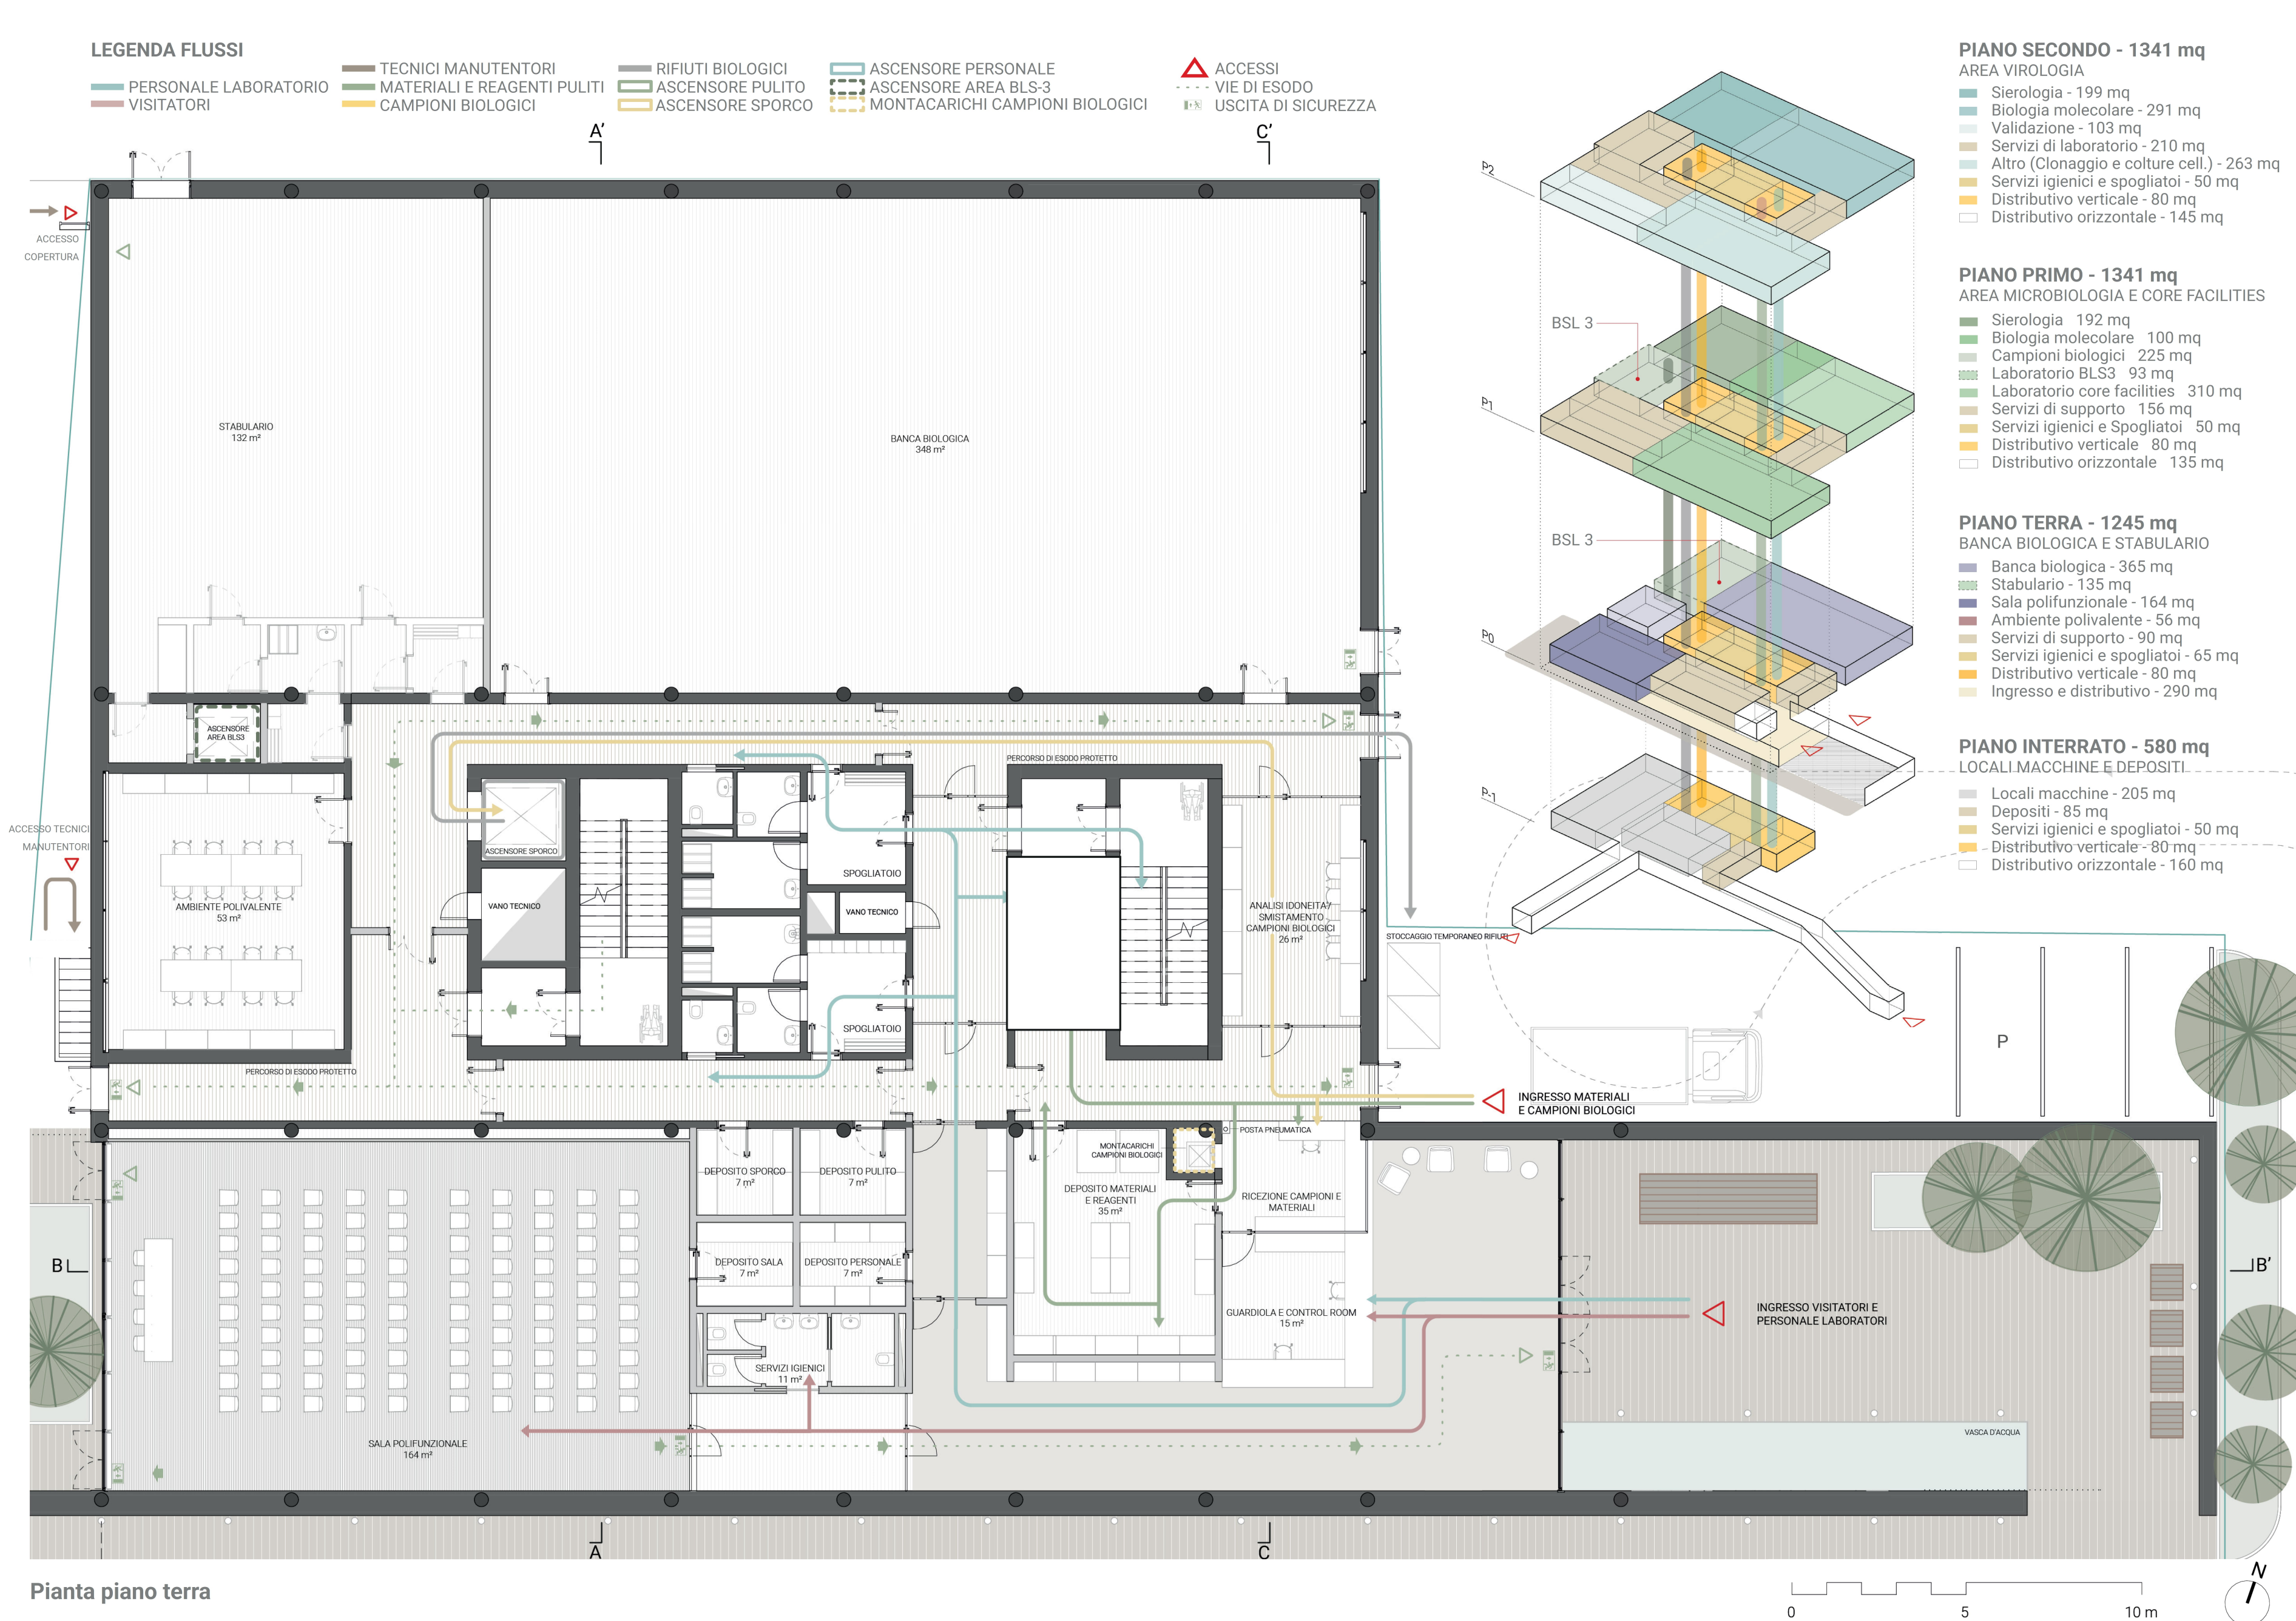 LEGENDA FLUSSI
PERSONALE LABORATORIO
VISITATORI
TECNICI MANUTENTORI
MATERIALI E REAGENTI PULITI
CAMPIONI BIOLOGICI
RIFIUTI BIOLOGICI
ASCENSORE PULITO
ASCENSORE SPORCO
ASCENSORE PERSONALE
ASCENSORE AREA BLS-3
MONTACARICHI CAMPIONI BIOLOGICI
ACCESSI
VIE DI ESODO
USCITA DI SICUREZZA
A'
C'
ACCESSO
COPERTURA
STABULARIO
132 m²
BANCA BIOLOGICA
348 m²
ASCENSORE
AREA BLS3
PERCORSO DI ESODO PROTETTO
ACCESSO TECNICI
MANUTENTORI
AMBIENTE POLIVALENTE
53 m²
ASCENSORE SPORCO
VANO TECNICO
SPOGLIATOIO
VANO TECNICO
SPOGLIATOIO
ANALISI IDONEITA'/
SMISTAMENTO
CAMPIONI BIOLOGICI
26 m²
STOCCAGGIO TEMPORANEO RIFIUTI
PERCORSO DI ESODO PROTETTO
INGRESSO MATERIALI
E CAMPIONI BIOLOGICI
P
POSTA PNEUMATICA
MONTACARICHI
CAMPIONI BIOLOGICI
DEPOSITO SPORCO
7 m²
DEPOSITO PULITO
7 m²
DEPOSITO MATERIALI
E REAGENTI
35 m²
RICEZIONE CAMPIONI E
MATERIALI
DEPOSITO SALA
7 m²
DEPOSITO PERSONALE
7 m²
B
B'
GUARDIOLA E CONTROL ROOM
15 m²
INGRESSO VISITATORI E
PERSONALE LABORATORI
SERVIZI IGIENICI
11 m²
SALA POLIFUNZIONALE
164 m²
VASCA D'ACQUA
A
C
Pianta piano terra
0
5
10 m
N
P2
BSL 3
P1
BSL 3
P0
P-1
PIANO SECONDO - 1341 mq
AREA VIROLOGIA
Sierologia - 199 mq
Biologia molecolare - 291 mq
Validazione - 103 mq
Servizi di laboratorio - 210 mq
Altro (Clonaggio e colture cell.) - 263 mq
Servizi igienici e spogliatoi - 50 mq
Distributivo verticale - 80 mq
Distributivo orizzontale - 145 mq
PIANO PRIMO - 1341 mq
AREA MICROBIOLOGIA E CORE FACILITIES
Sierologia 192 mq
Biologia molecolare 100 mq
Campioni biologici 225 mq
Laboratorio BLS3 93 mq
Laboratorio core facilities 310 mq
Servizi di supporto 156 mq
Servizi igienici e Spogliatoi 50 mq
Distributivo verticale 80 mq
Distributivo orizzontale 135 mq
PIANO TERRA - 1245 mq
BANCA BIOLOGICA E STABULARIO
Banca biologica - 365 mq
Stabulario - 135 mq
Sala polifunzionale - 164 mq
Ambiente polivalente - 56 mq
Servizi di supporto - 90 mq
Servizi igienici e spogliatoi - 65 mq
Distributivo verticale - 80 mq
Ingresso e distributivo - 290 mq
PIANO INTERRATO - 580 mq
LOCALI MACCHINE E DEPOSITI
Locali macchine - 205 mq
Depositi - 85 mq
Servizi igienici e spogliatoi - 50 mq
Distributivo verticale - 80 mq
Distributivo orizzontale - 160 mq